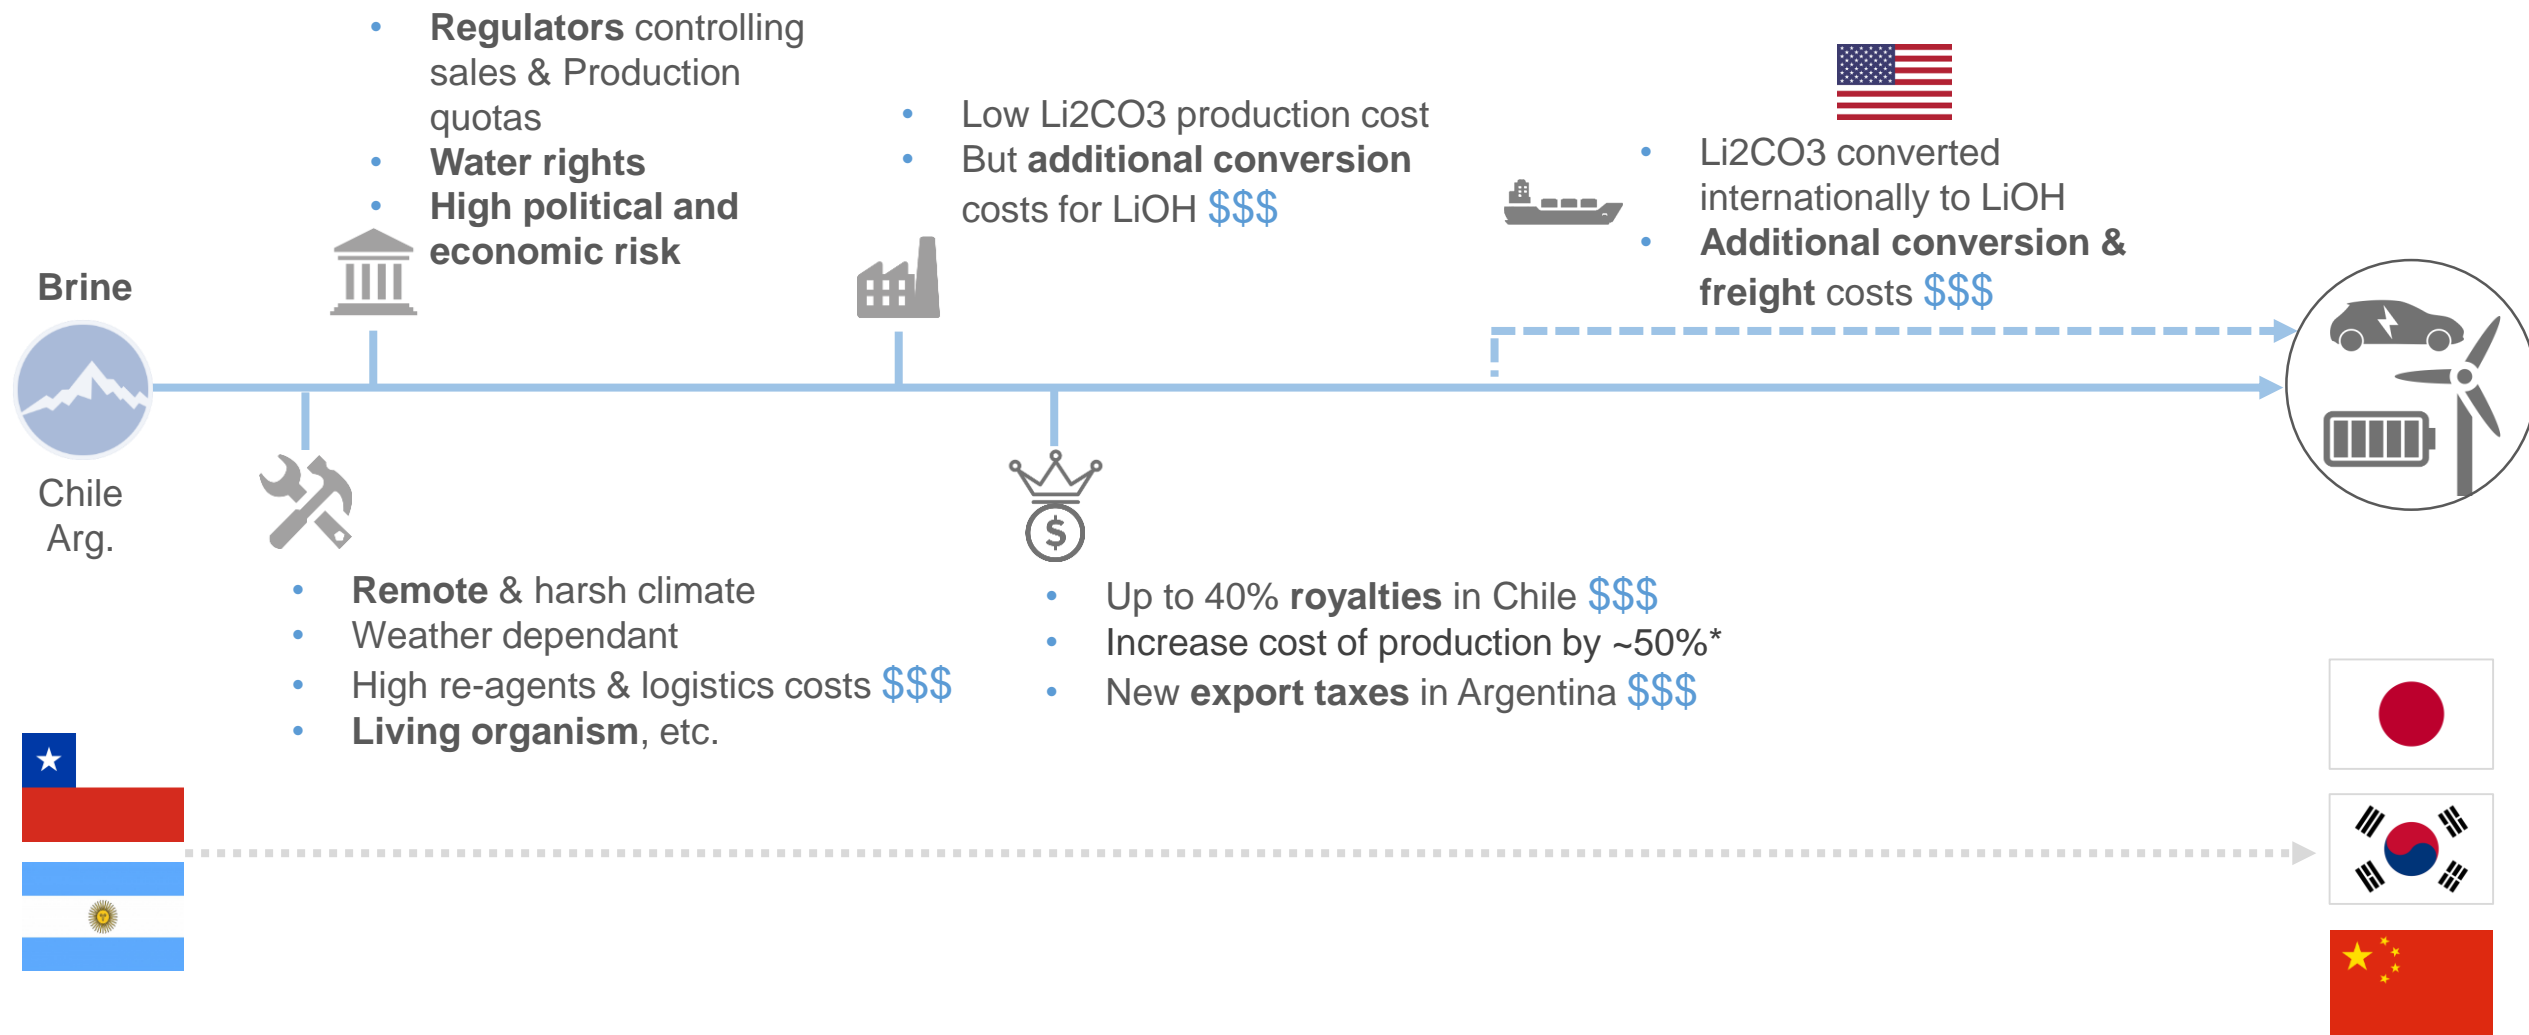 • Regulators controlling
sales & Production
quotas
• Water rights
• High political and
economic risk
• Low Li2CO3 production cost
• But additional conversion
costs for LiOH $$$
• Li2CO3 converted
internationally to LiOH
• Additional conversion &
freight costs $$$
Brine
Chile
Arg.
• Remote & harsh climate
• Weather dependant
• High re-agents & logistics costs $$$
• Living organism, etc.
$
• Up to 40% royalties in Chile $$$
• Increase cost of production by ~50%*
• New export taxes in Argentina $$$